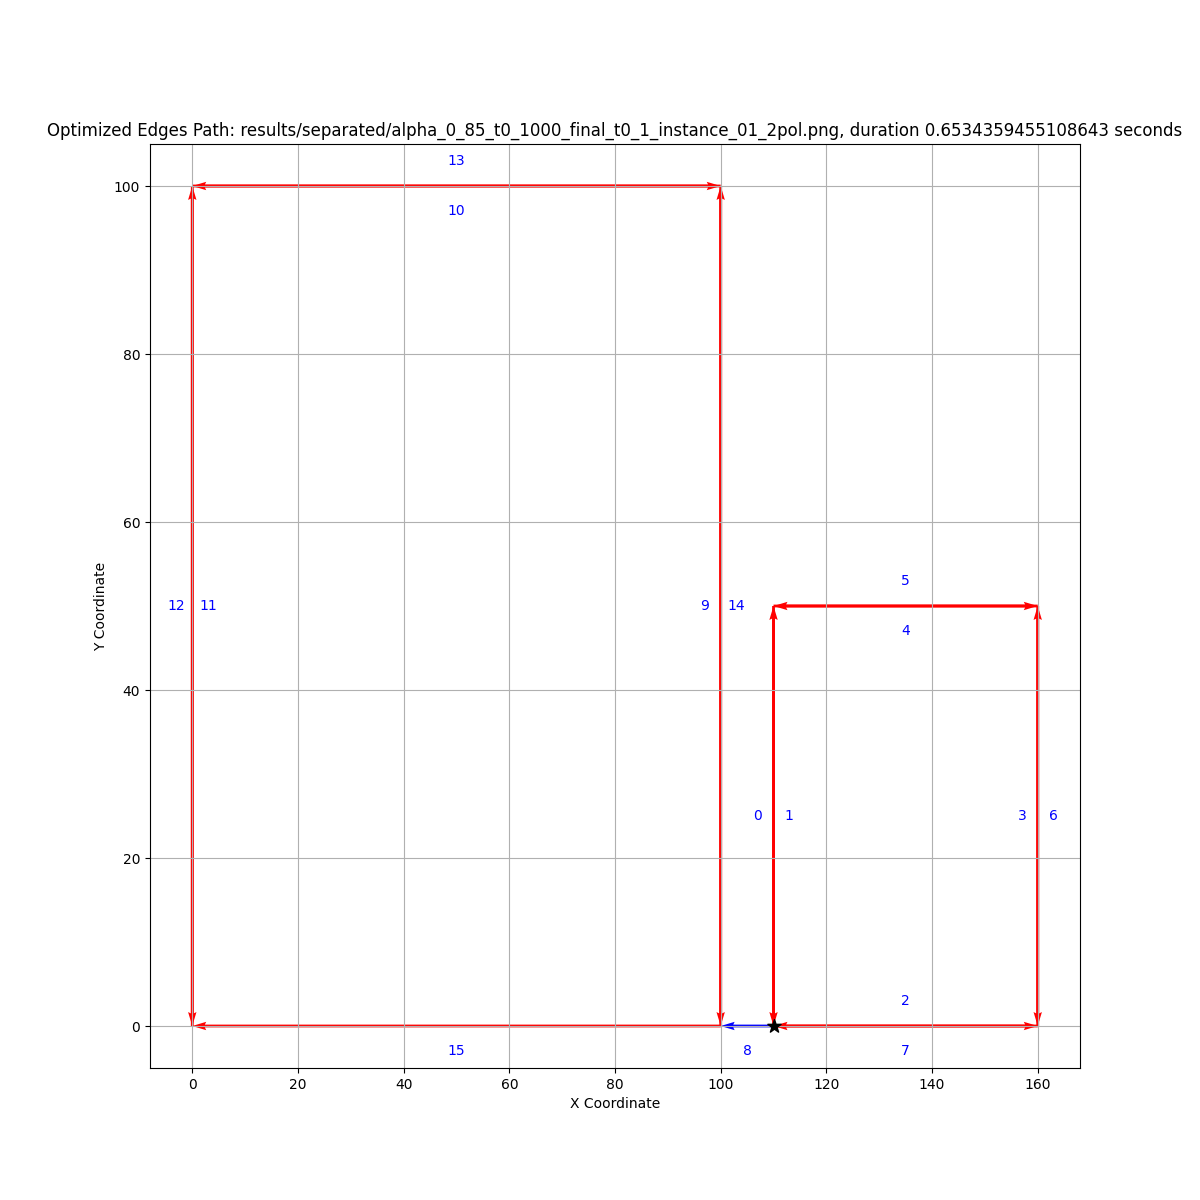 Optimized Edges Path: results/separated/alpha_0_85_t0_1000_final_t0_1_instance_01_2pol.png, duration 0.6534359455108643 seconds
13
100
10
80
60
Y Coordinate
12 11 9 14
5
4
40
0 1 3 6
20
2
0
15 8 7
0 20 40 60 80 100 120 140 160
X Coordinate